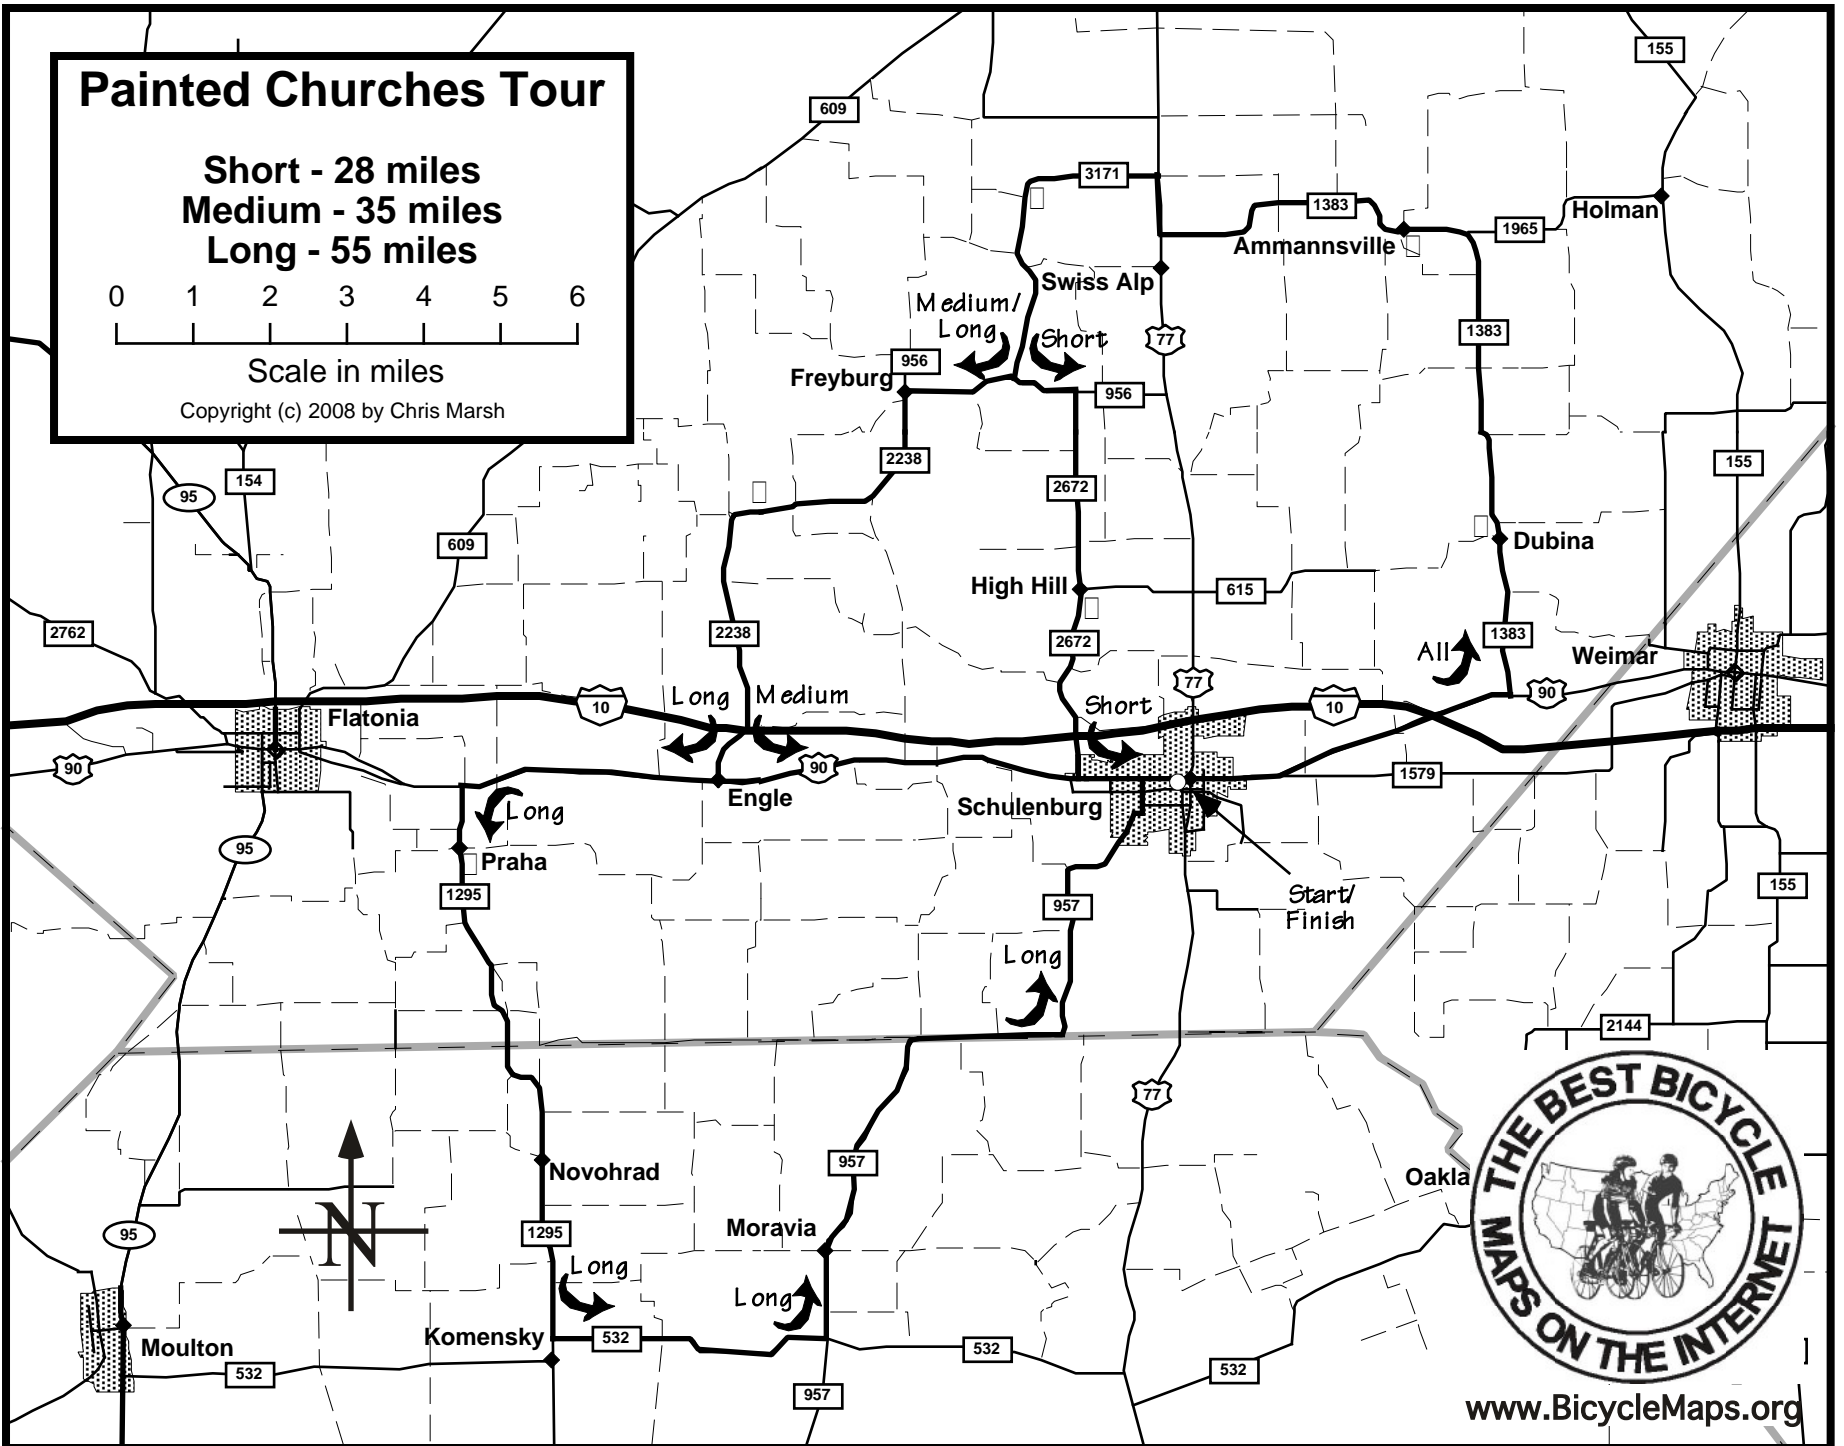 Painted Churches Tour
Short - 28 miles
Medium - 35 miles
Long - 55 miles
0 1 2 3 4 5 6
Scale in miles
Copyright (c) 2008 by Chris Marsh
155
609
3171
1383
Holman
1965
Ammannsville
Swiss Alp
Medium/
Long
Short
77
1383
956
Freyburg
956
2238
155
154
2672
95
609
Dubina
High Hill
615
2762
2238
2672
1383
All
Weimar
77
90
Long
Medium
Short
10
10
Flatonia
90
90
1579
Engle
Schulenburg
Long
95
Praha
155
1295
Start/
Finish
957
Long
2144
77
957
Novohrad
Oakla
Moravia
1295
95
Long
Long
Komensky
532
Moulton
532
532
532
957
THE BEST BICYCLE
MAPS ON THE INTERNET
www.BicycleMaps.org
N